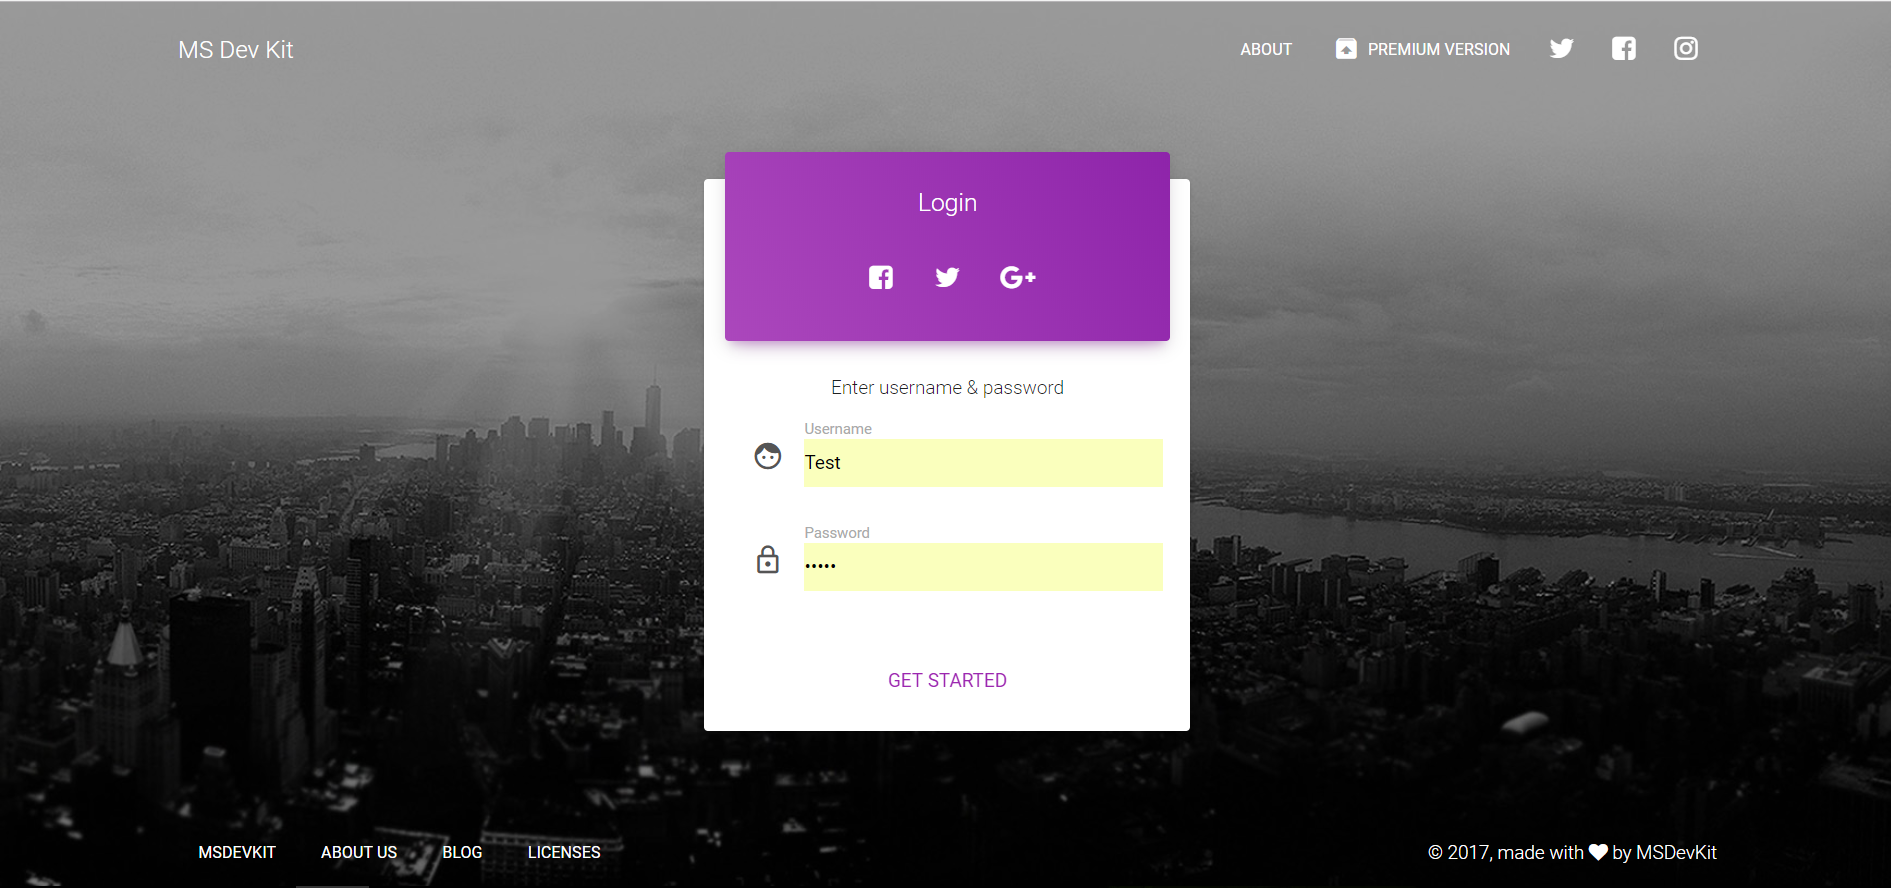 MS Dev Kit
ABOUT PREMIUM VERSION
Login
G+
Enter username & password
Username
Test
Password
•••••
GET STARTED
MSDEVKIT ABOUT US BLOG LICENSES
© 2017, made with ♥ by MSDevKit